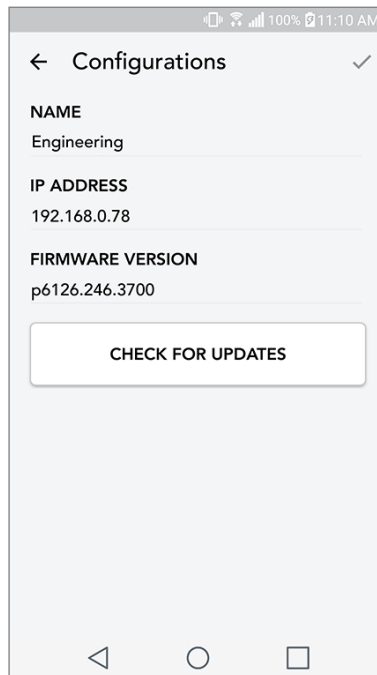 100% 11:10 AM
Configurations
NAME
Engineering
IP ADDRESS
192.168.0.78
FIRMWARE VERSION
p6126.246.3700
CHECK FOR UPDATES